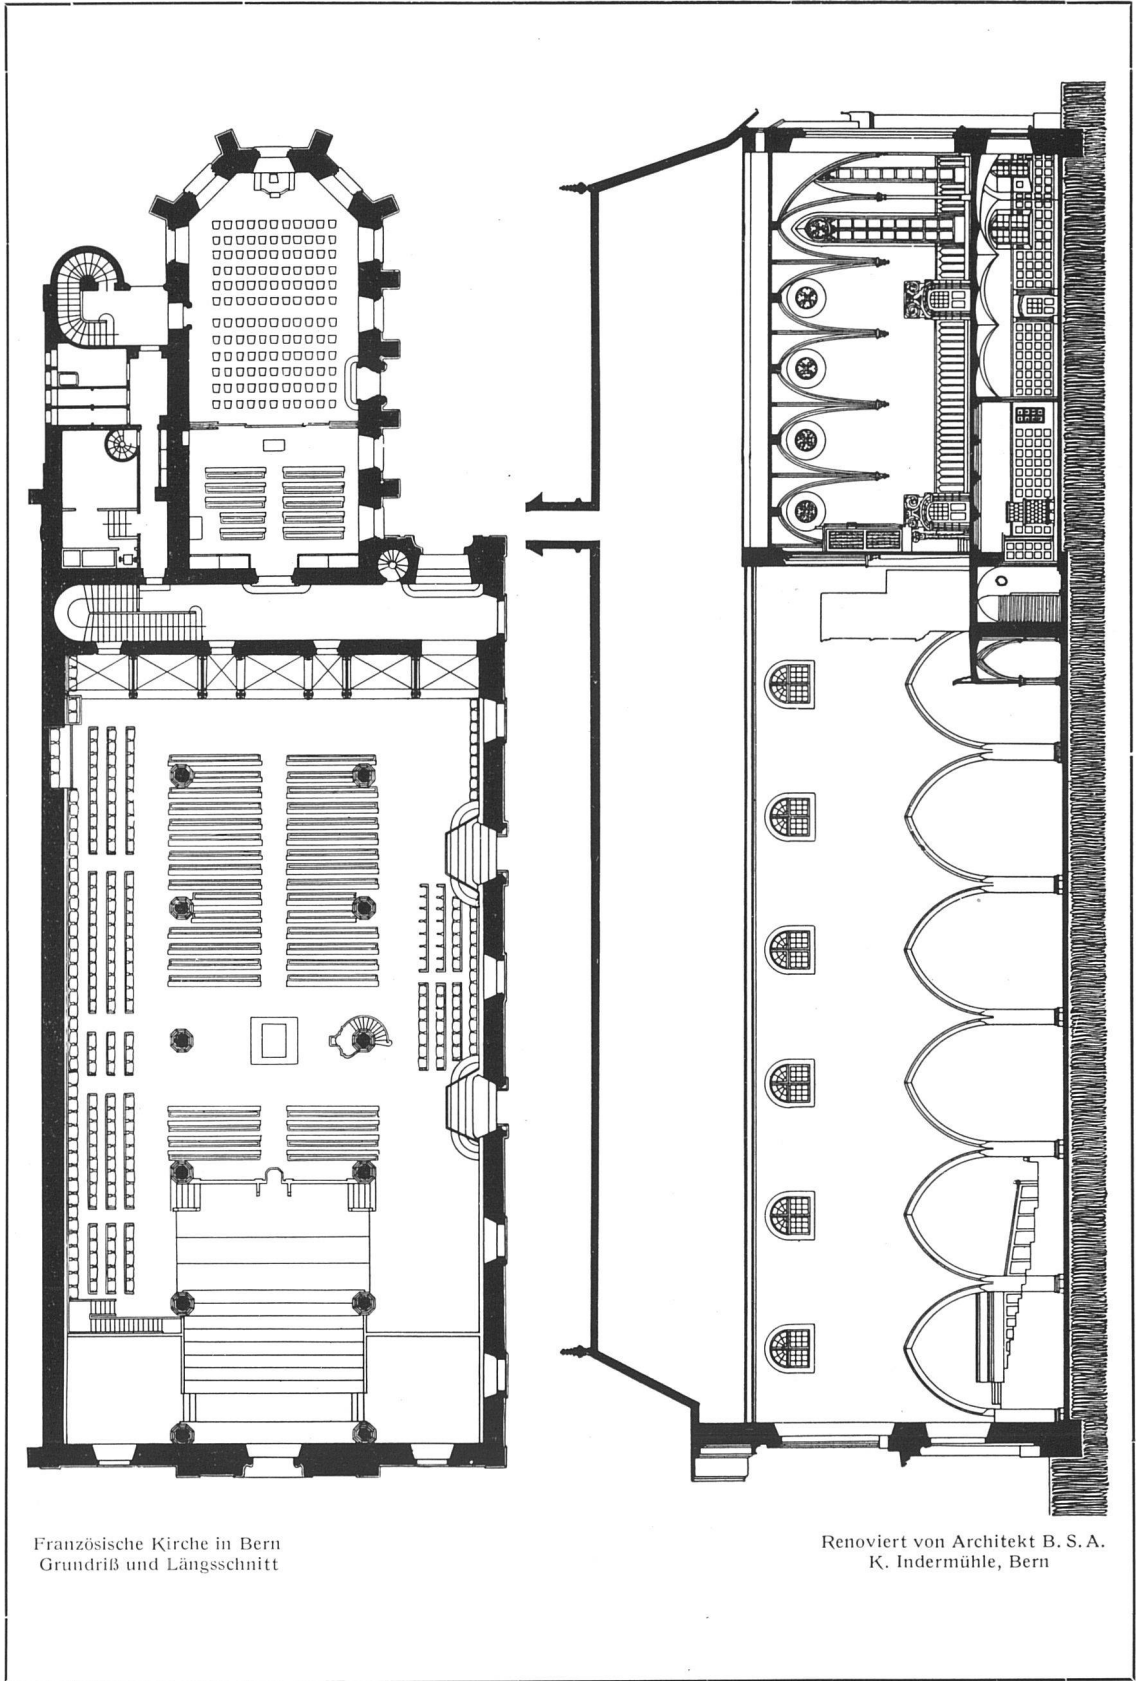 Französische Kirche in Bern
Grundriß und Längsschnitt
Renoviert von Architekt B. S. A.
K. Indermühle, Bern